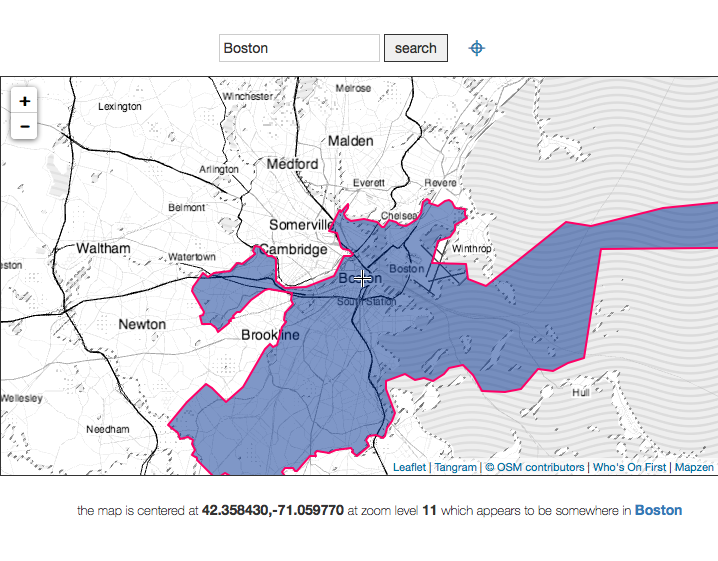 Boston search
+
−
Melrose
Winchester
Lexington
Malden
Medford
Arlington
Everett Revere
Belmont
Chelsea
Somerville
Waltham Cambridge Winthrop
Watertown
eston Boston
Boston
South Station
Newton
Brookline
Hull
Wellesley
Needham
Leaflet | Tangram | © OSM contributors | Who's On First | Mapzen
the map is centered at 42.358430,-71.059770 at zoom level 11 which appears to be somewhere in Boston